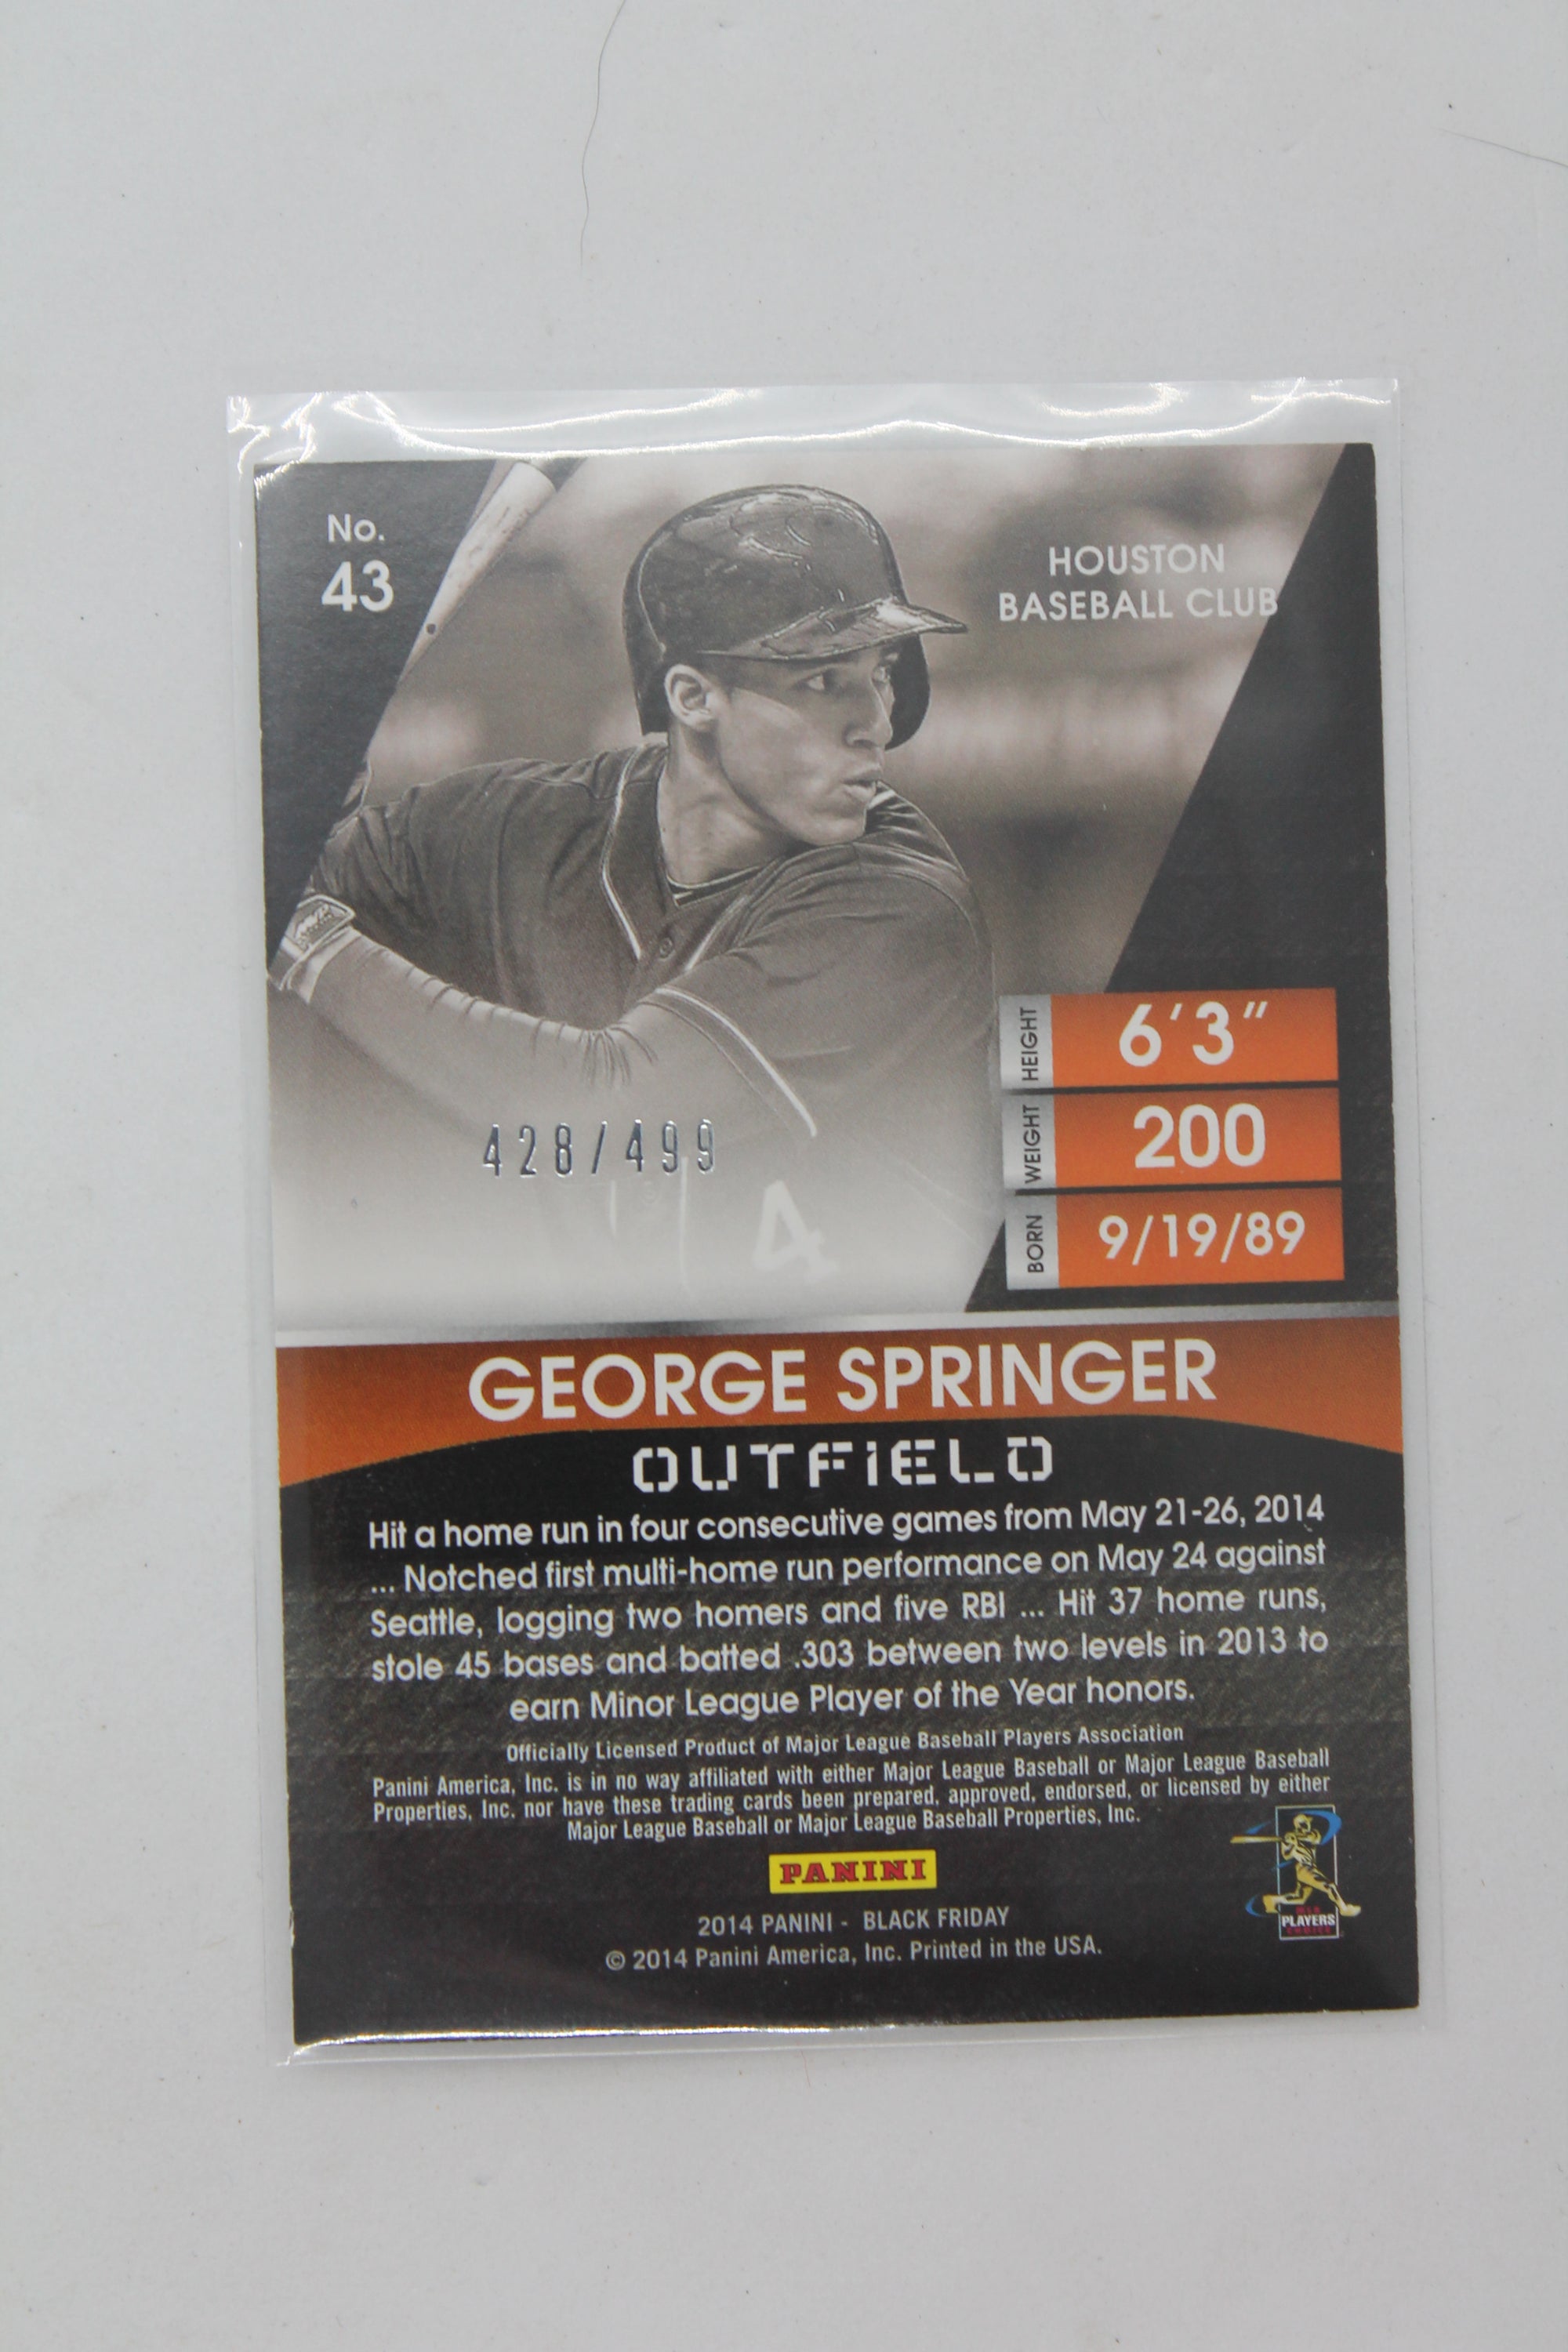 No.
43
HOUSTON
BASEBALL CLUB
HEIGHT 6'3"
WEIGHT 200
BORN 9/19/89
428/499
4
GEORGE SPRINGER
OUTFIELD
Hit a home run in four consecutive games from May 21-26, 2014
... Notched first multi-home run performance on May 24 against
Seattle, logging two homers and five RBI ... Hit 37 home runs,
stole 45 bases and batted .303 between two levels in 2013 to
earn Minor League Player of the Year honors.
Officially Licensed Product of Major League Baseball Players Association
Panini America, Inc. is in no way affiliated with either Major League Baseball or Major League Baseball
Properties, Inc. nor have these trading cards been prepared, approved, endorsed, or licensed by either
Major League Baseball or Major League Baseball Properties, Inc.
PANINI
MLB
PLAYERS
CHOICE
2014 PANINI - BLACK FRIDAY
© 2014 Panini America, Inc. Printed in the USA.